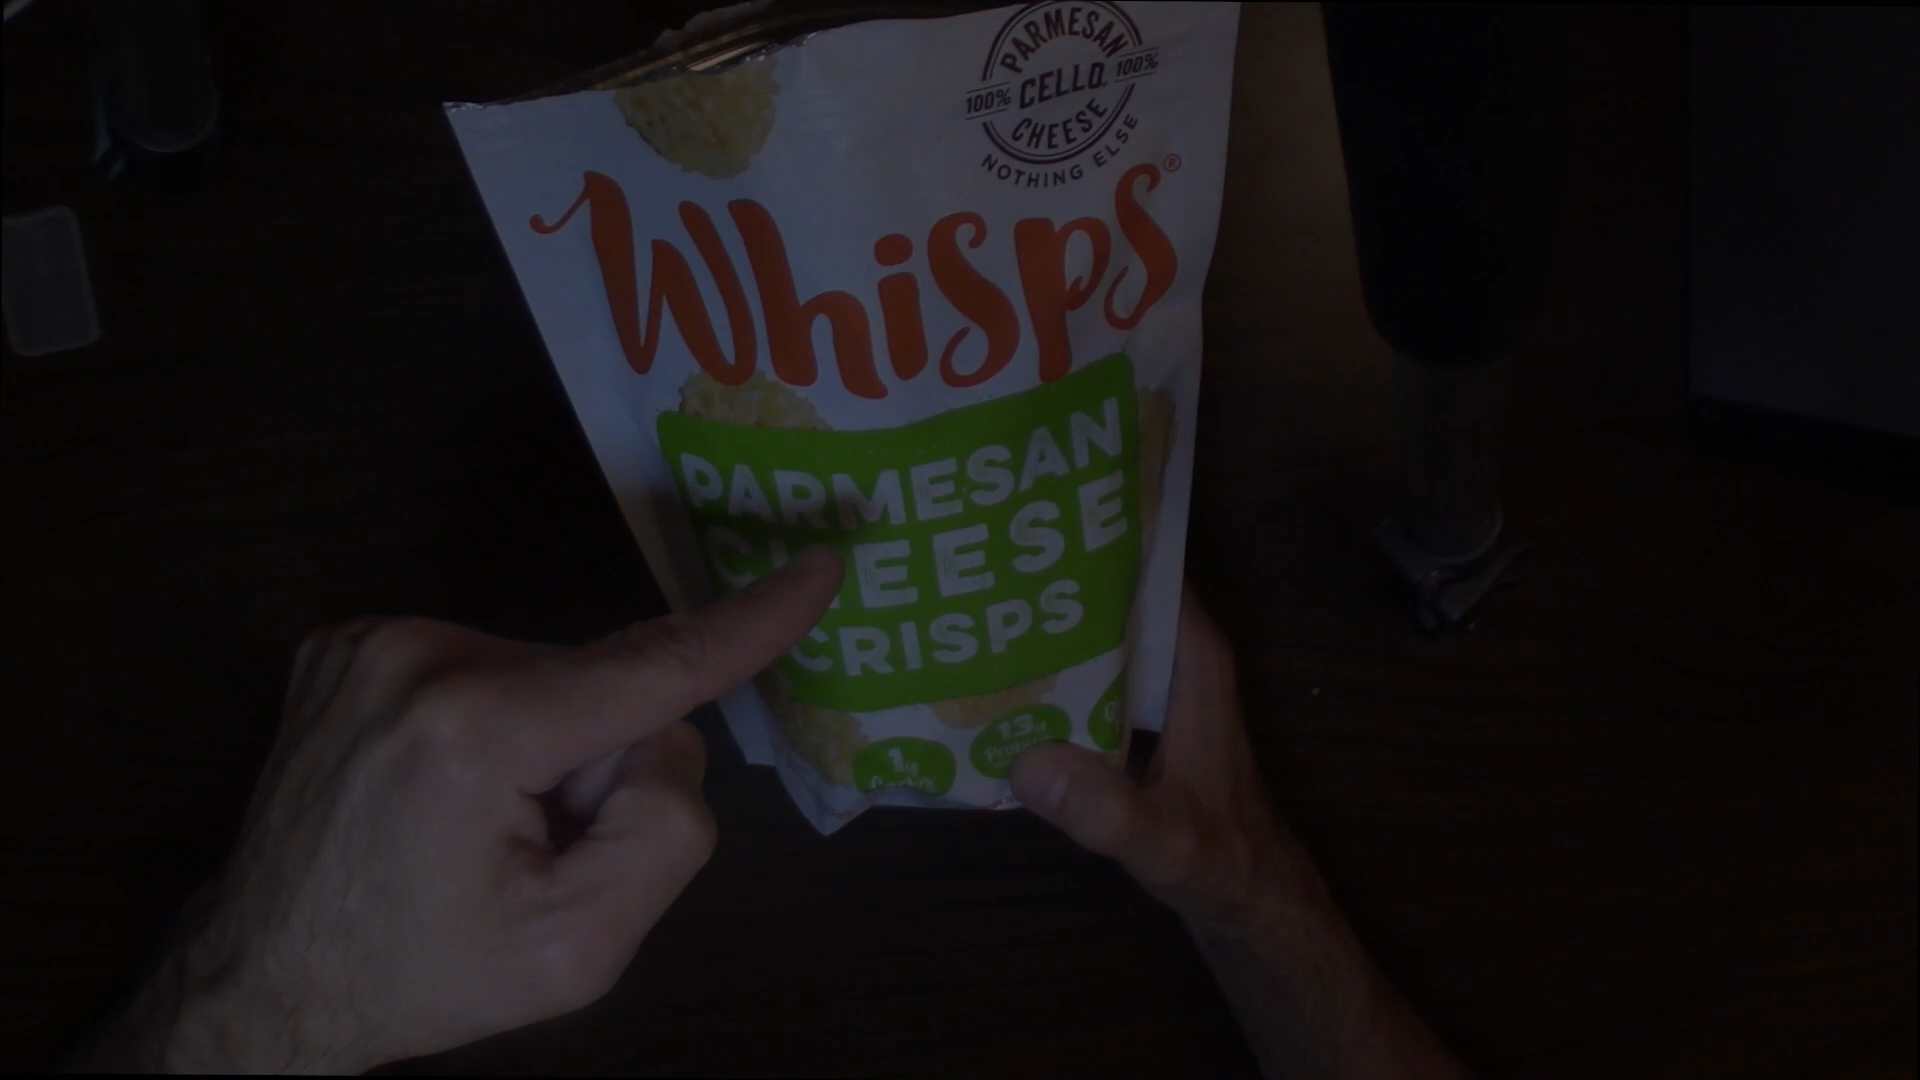 PARMESAN
100% CELLO 100%
CHEESE
NOTHING ELSE
Whisps®
PARMESAN
CHEESE
CRISPS
13g
Protein
1g